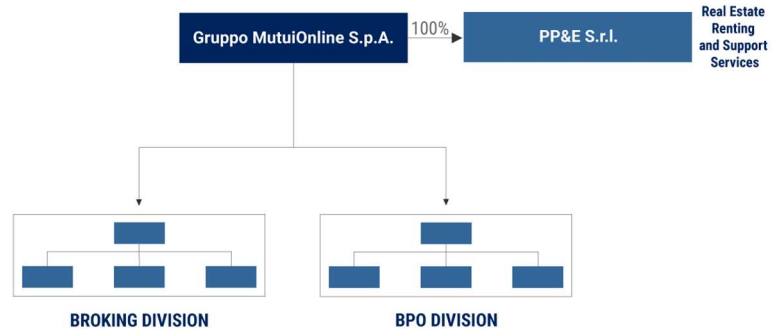 Gruppo MutuiOnline S.p.A.
100%
PP&E S.r.l.
Real Estate
Renting
and Support
Services
BROKING DIVISION
BPO DIVISION